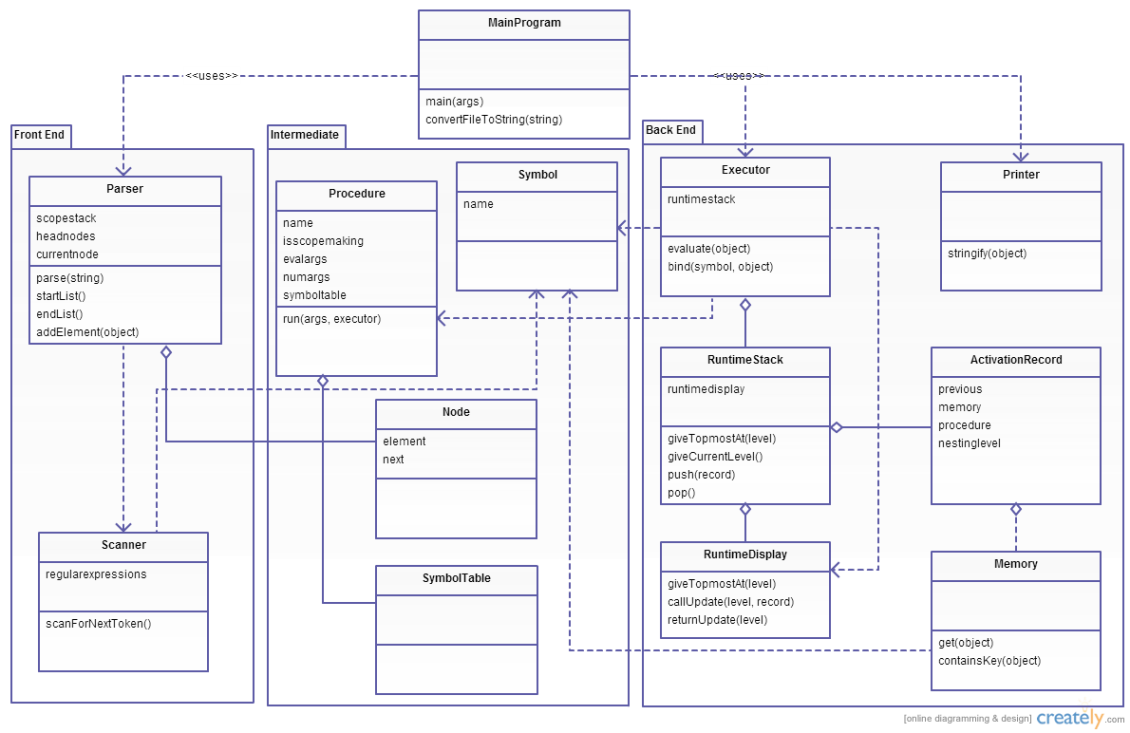 MainProgram
<<uses>>
<<uses>>
main(args)
convertFileToString(string)
Front End
Parser
scopestack
headnodes
currentnode
parse(string)
startList()
endList()
addElement(object)
Scanner
regularexpressions
scanForNextToken()
Intermediate
Procedure
name
isscopemaking
evalargs
numargs
symboltable
run(args, executor)
Symbol
name
Node
element
next
SymbolTable
Back End
Executor
runtimestack
evaluate(object)
bind(symbol, object)
Printer
stringify(object)
RuntimeStack
runtimedisplay
giveTopmostAt(level)
giveCurrentLevel()
push(record)
pop()
ActivationRecord
previous
memory
procedure
nestinglevel
RuntimeDisplay
giveTopmostAt(level)
callUpdate(level, record)
returnUpdate(level)
Memory
get(object)
containsKey(object)
[online diagramming & design] creately.com